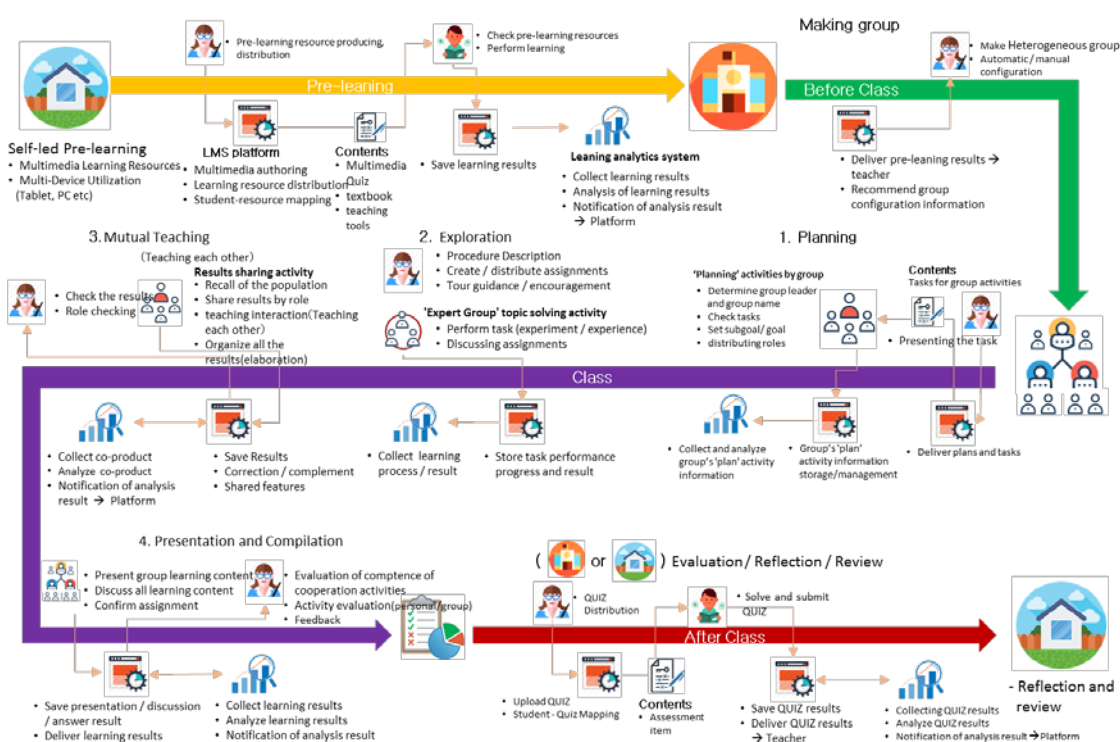 Making group
• Pre-learning resource producing, distribution
• Check pre-learning resources
• Perform learning
• Make Heterogeneous group
• Automatic / manual configuration
Pre-leaning
Before Class
Self-led Pre-learning
• Multimedia Learning Resources
• Multi-Device Utilization
(Tablet, PC etc)
LMS platform
• Multimedia authoring
• Learning resource distribution
• Student-resource mapping
Contents
• Multimedia
Quiz
• textbook
• teaching
tools
• Save learning results
Leaning analytics system
• Collect learning results
• Analysis of learning results
• Notification of analysis result
→ Platform
• Deliver pre-leaning results →
teacher
• Recommend group
configuration information
3. Mutual Teaching
(Teaching each other)
• Check the results
• Role checking
Results sharing activity
• Recall of the population
• Share results by role
• teaching interaction(Teaching
each other)
• Organize all the
results(elaboration)
2. Exploration
• Procedure Description
• Create / distribute assignments
• Tour guidance / encouragement
'Expert Group' topic solving activity
• Perform task (experiment / experience)
• Discussing assignments
1. Planning
'Planning' activities by group
• Determine group leader
and group name
• Check tasks
• Set subgoal/ goal
• distributing roles
Contents
Tasks for group activities
• Presenting the task
Class
• Collect co-product
• Analyze co-product
• Notification of analysis
result → Platform
• Save Results
• Correction / complement
• Shared features
• Collect learning
process / result
• Store task performance
progress and result
• Collect and analyze
group's 'plan' activity
information
• Group's 'plan'
activity information
storage/management
• Deliver plans and tasks
4. Presentation and Compilation
• Present group learning content
• Discuss all learning content
• Confirm assignment
• Evaluation of comptence of
cooperation activities
• Activity evaluation(personal/group)
• Feedback
( or ) Evaluation / Reflection / Review
• QUIZ
Distribution
• Solve and submit
QUIZ
After Class
• Save presentation / discussion
/ answer result
• Deliver learning results
• Collect learning results
• Analyze learning results
• Notification of analysis result
• Upload QUIZ
• Student - Quiz Mapping
Contents
• Assessment
item
• Save QUIZ results
• Deliver QUIZ results
→ Teacher
• Collecting QUIZ results
• Analyze QUIZ results
• Notification of analysis result → Platform
- Reflection and
review